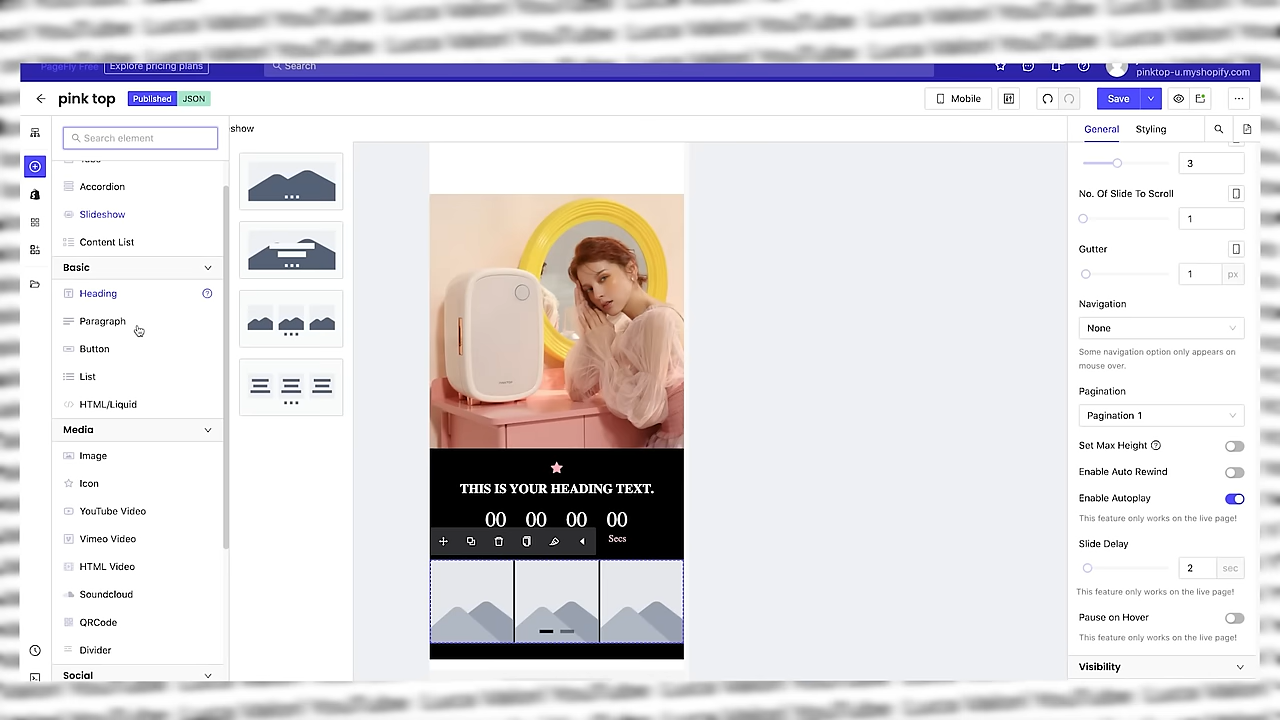 PageFly Free
Explore pricing plans
Search
pinktop-u.myshopify.com
pink top
Published
JSON
Mobile
Save
Search element
show
General
Styling
Accordion
Slideshow
Content List
Basic
Heading
Paragraph
Button
List
HTML/Liquid
Media
Image
Icon
YouTube Video
Vimeo Video
HTML Video
Soundcloud
QRCode
Divider
Social
THIS IS YOUR HEADING TEXT.
00 00 00 00
Secs
3
No. Of Slide To Scroll
1
Gutter
1 px
Navigation
None
Some navigation option only appears on
mouse over.
Pagination
Pagination 1
Set Max Height
Enable Auto Rewind
Enable Autoplay
This feature only works on the live page!
Slide Delay
2 sec
This feature only works on the live page!
Pause on Hover
This feature only works on the live page!
Visibility